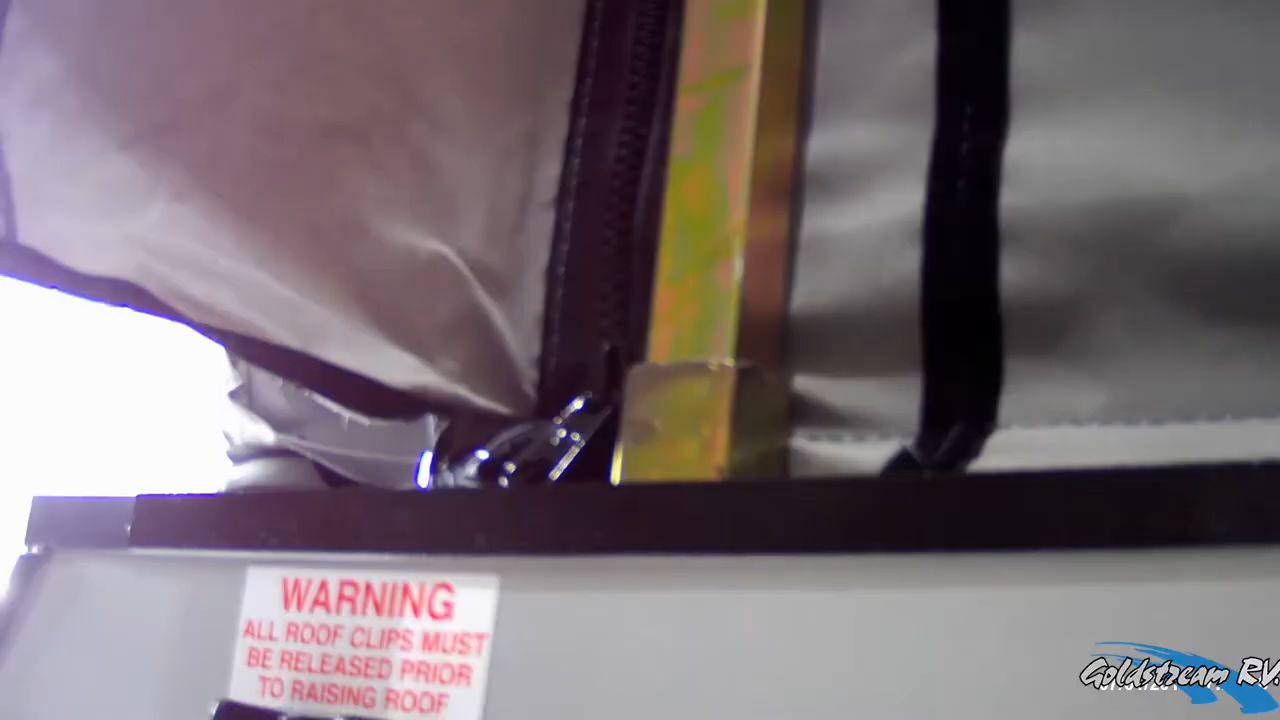 WARNING
ALL ROOF CLIPS MUST
BE RELEASED PRIOR
TO RAISING ROOF
Goldstream RV